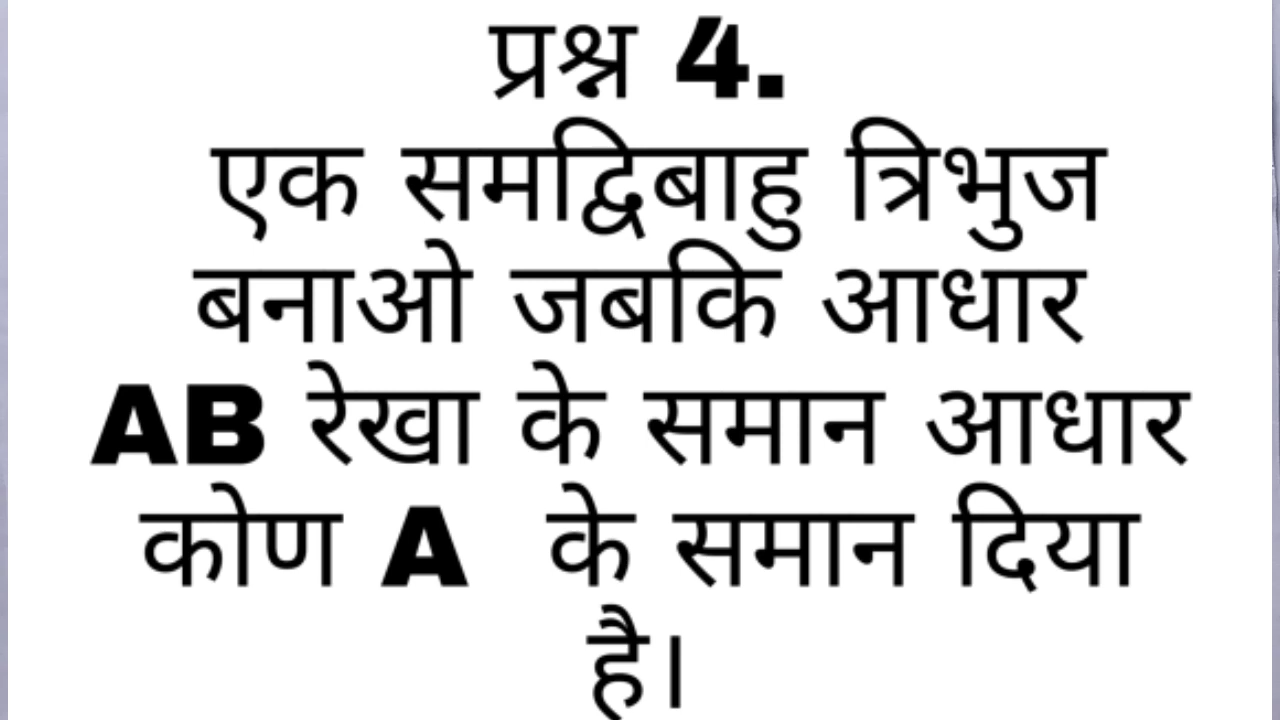 प्रश्न 4.
एक समद्विबाहु त्रिभुज
बनाओ जबकि आधार
AB रेखा के समान आधार
कोण A के समान दिया
है।